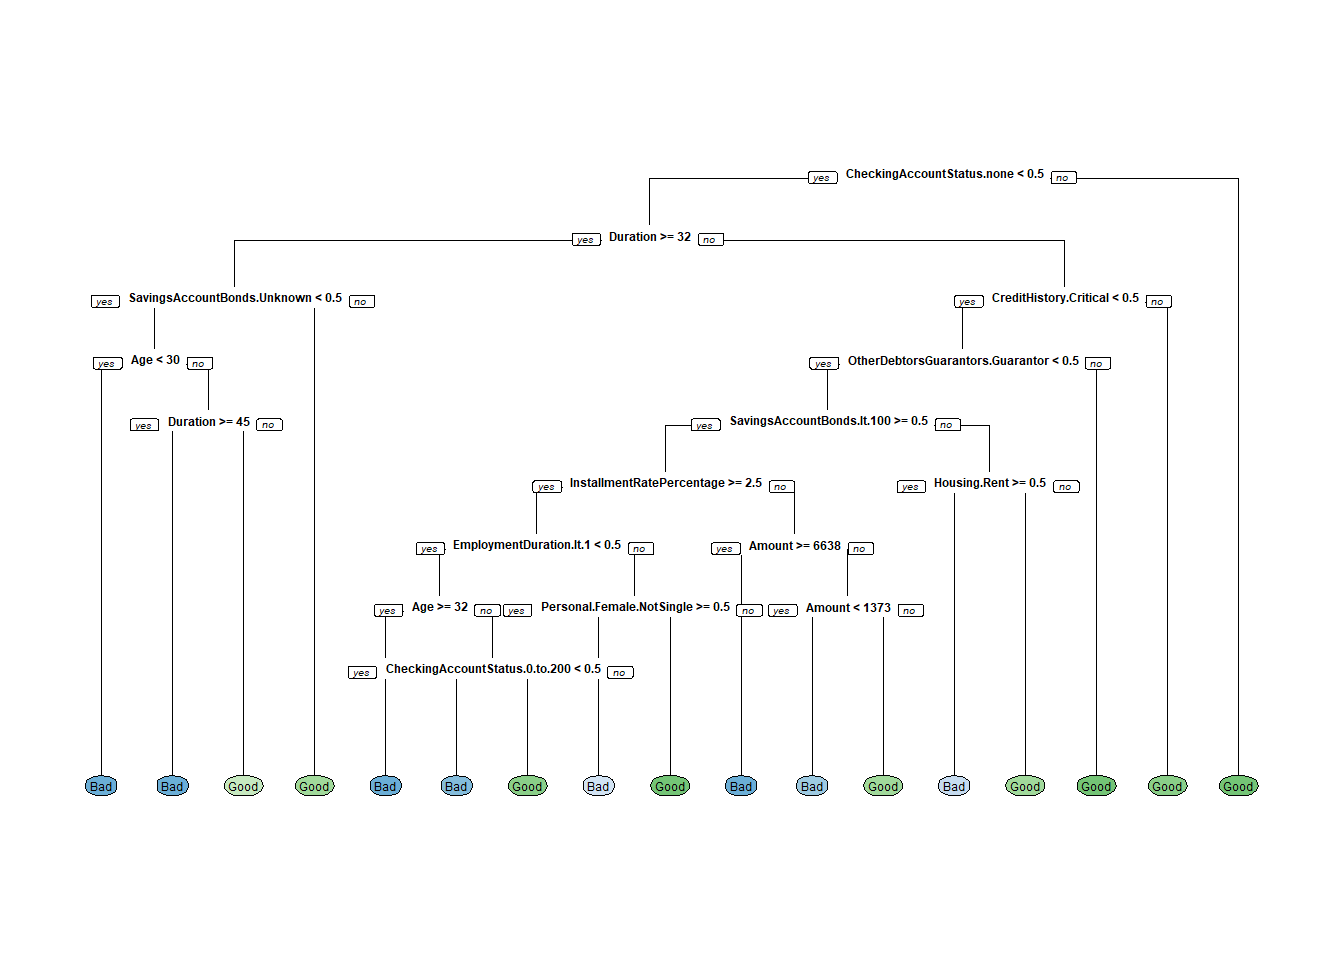 yes CheckingAccountStatus.none < 0.5 no
yes Duration >= 32 no
yes SavingsAccountBonds.Unknown < 0.5 no yes CreditHistory.Critical < 0.5 no
yes Age < 30 no yes OtherDebtorsGuarantors.Guarantor < 0.5 no
yes Duration >= 45 no yes SavingsAccountBonds.lt.100 >= 0.5 no
yes InstallmentRatePercentage >= 2.5 no yes Housing.Rent >= 0.5 no
yes EmploymentDuration.lt.1 < 0.5 no yes Amount >= 6638 no
yes Age >= 32 no yes Personal.Female.NotSingle >= 0.5 no yes Amount < 1373 no
yes CheckingAccountStatus.0.to.200 < 0.5 no
Bad Bad Good Good Bad Bad Good Bad Good Bad Bad Good Bad Good Good Good Good